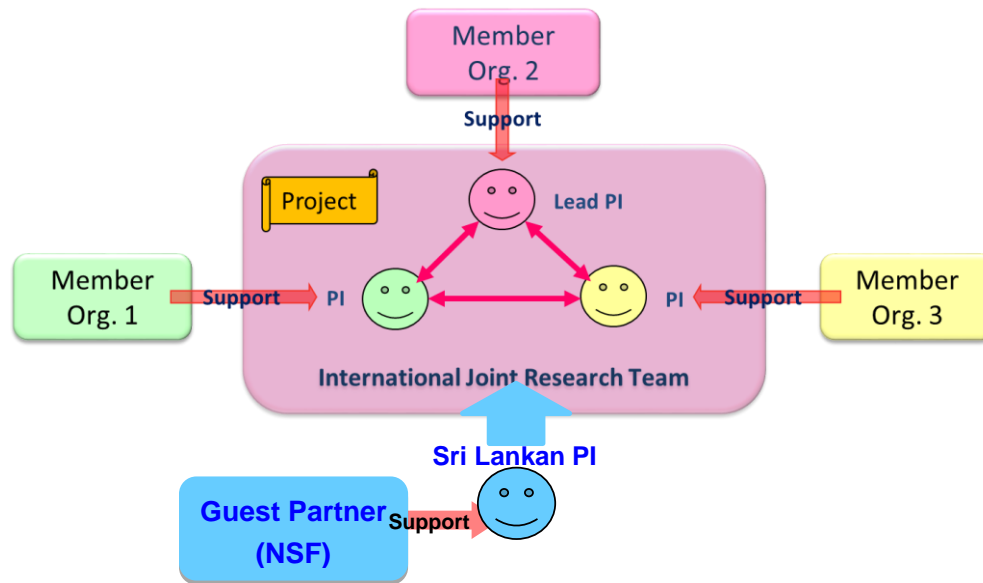 Member
Org. 2
Support
Project
Lead PI
Member
Org. 1
Support
PI
PI
Support
Member
Org. 3
International Joint Research Team
Sri Lankan PI
Guest Partner
(NSF)
Support